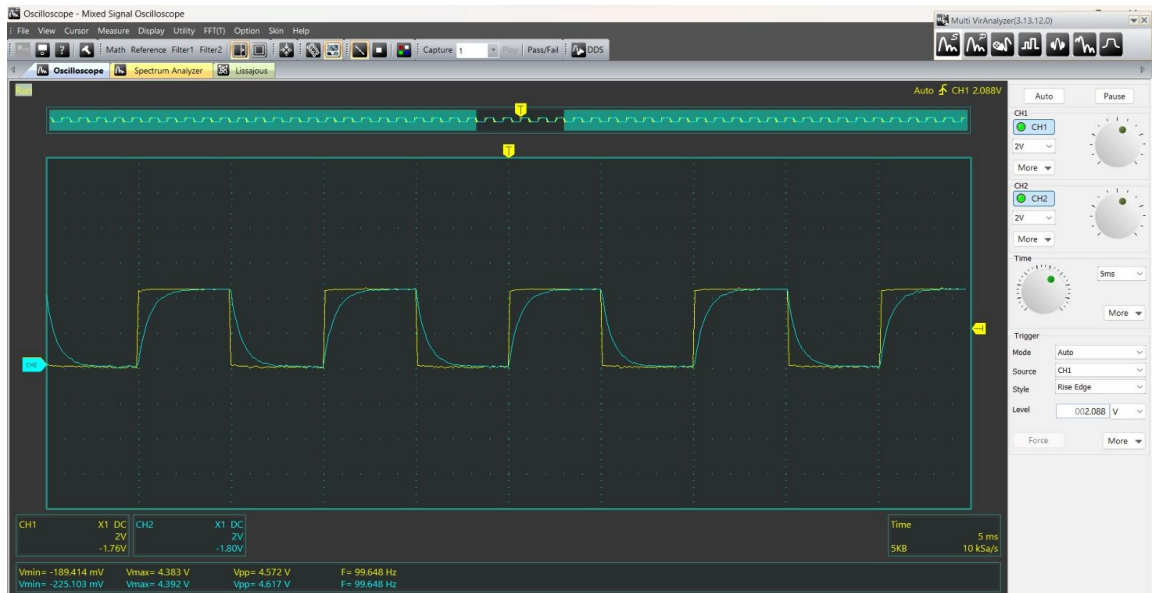 Oscilloscope - Mixed Signal Oscilloscope
Multi VirAnalyzer(3.13.12.0)
File View Cursor Measure Display Utility FFT(T) Option Skin Help
Math Reference Filter1 Filter2 Capture 1 Play Pass/Fail DDS
Oscilloscope Spectrum Analyzer Lissajous
Run
Auto CH1 2.088V
T
T
CH2
Auto Pause
CH1
CH1
2V
More
CH2
CH2
2V
More
Time
5ms
More
Trigger
Mode Auto
Source CH1
Style Rise Edge
Level 002.088 V
Force More
CH1 X1 DC
2V
-1.76V
CH2 X1 DC
2V
-1.80V
Time
5 ms
5KB 10 kSa/s
Vmin= -189.414 mV Vmax= 4.383 V Vpp= 4.572 V F= 99.648 Hz
Vmin= -225.103 mV Vmax= 4.392 V Vpp= 4.617 V F= 99.648 Hz